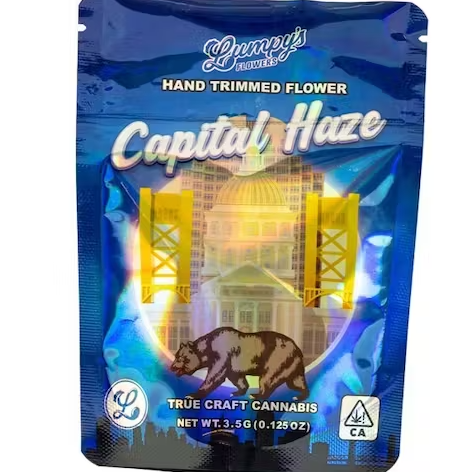 Lumpy's
FLOWERS
HAND TRIMMED FLOWER
Capital Haze
L
TRUE CRAFT CANNABIS
NET WT. 3.5G (0.125 OZ)
CA